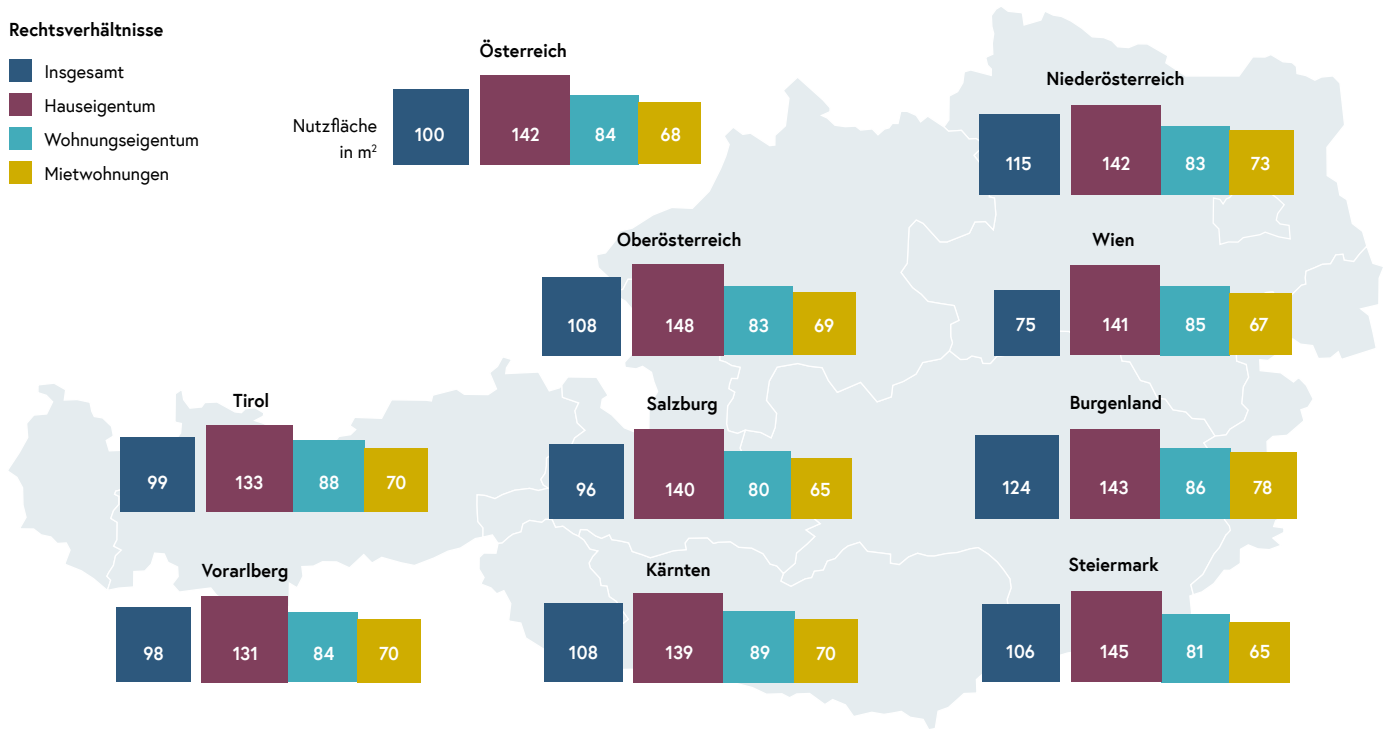 Rechtsverhältnisse
Insgesamt
Hauseigentum
Wohnungseigentum
Mietwohnungen
Österreich
Nutzfläche
in m²
100 142 84 68
Niederösterreich
115 142 83 73
Oberösterreich
108 148 83 69
Wien
75 141 85 67
Tirol
99 133 88 70
Salzburg
96 140 80 65
Burgenland
124 143 86 78
Vorarlberg
98 131 84 70
Kärnten
108 139 89 70
Steiermark
106 145 81 65